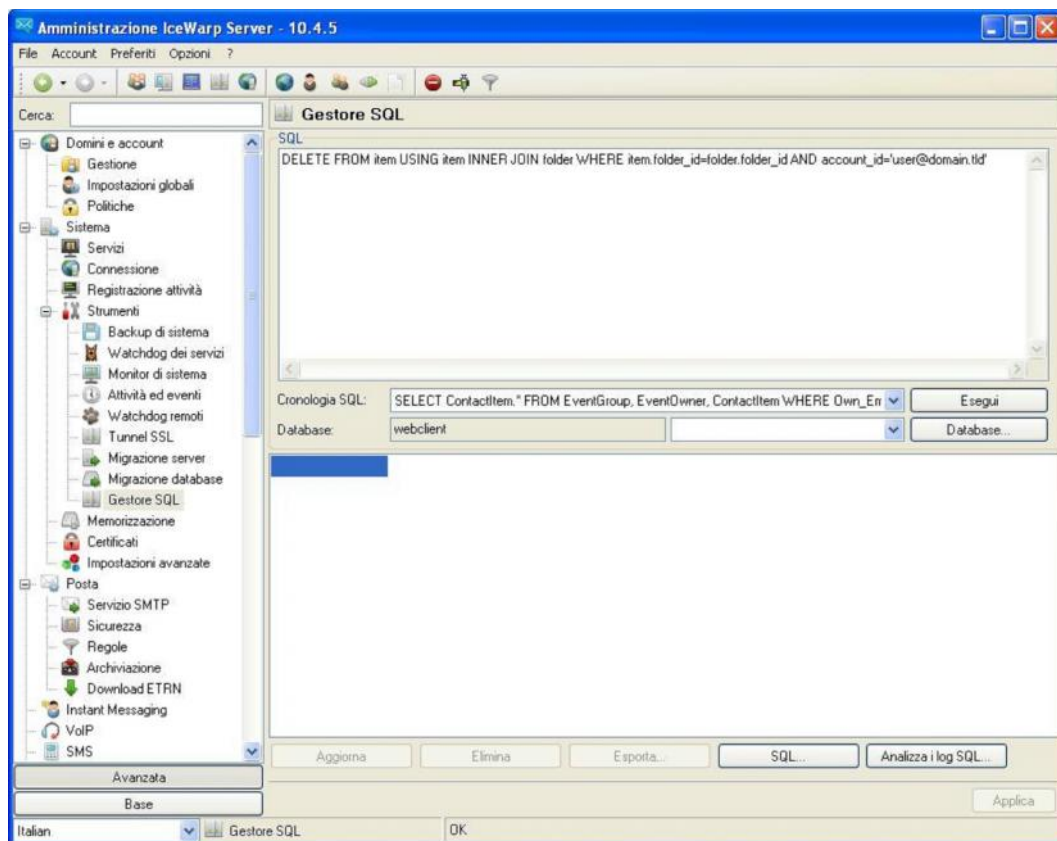 Amministrazione IceWarp Server - 10.4.5
File Account Preferiti Opzioni ?
Cerca:
Domini e account
Gestione
Impostazioni globali
Politiche
Sistema
Servizi
Connessione
Registrazione attività
Strumenti
Backup di sistema
Watchdog dei servizi
Monitor di sistema
Attività ed eventi
Watchdog remoti
Tunnel SSL
Migrazione server
Migrazione database
Gestore SQL
Memorizzazione
Certificati
Impostazioni avanzate
Posta
Servizio SMTP
Sicurezza
Regole
Archiviazione
Download ETRN
Instant Messaging
VoIP
SMS
Avanzata
Base
Italian
Gestore SQL
SQL
DELETE FROM item USING item INNER JOIN folder WHERE item.folder_id=folder.folder_id AND account_id='user@domain.tld'
Cronologia SQL: SELECT ContactItem.* FROM EventGroup, EventOwner, ContactItem WHERE Own_Em Esegui
Database: webclient Database...
Aggiorna Elimina Esporta... SQL... Analizza i log SQL...
Applica
Gestore SQL OK